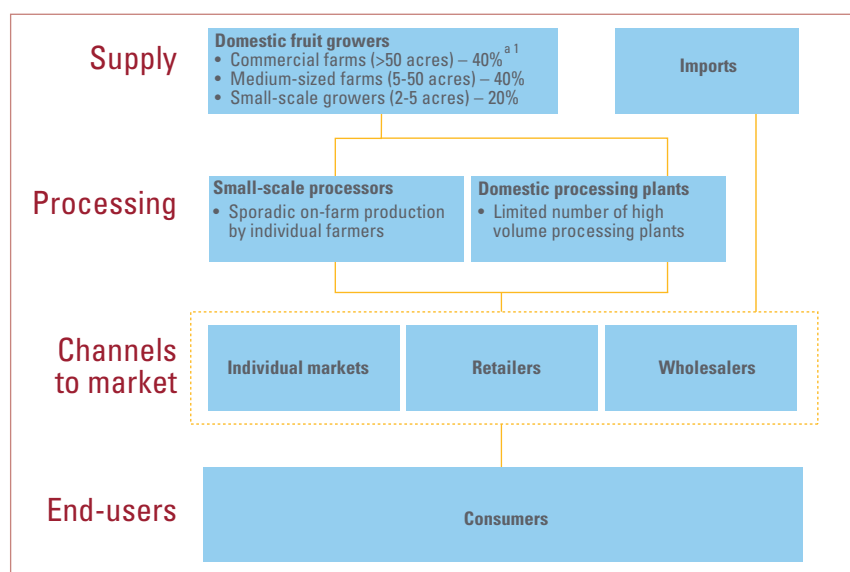 Supply
Domestic fruit growers
• Commercial farms (>50 acres) – 40%ᵃ ¹
• Medium-sized farms (5-50 acres) – 40%
• Small-scale growers (2-5 acres) – 20%
Imports
Processing
Small-scale processors
• Sporadic on-farm production
by individual farmers
Domestic processing plants
• Limited number of high
volume processing plants
Channels
to market
Individual markets
Retailers
Wholesalers
End-users
Consumers